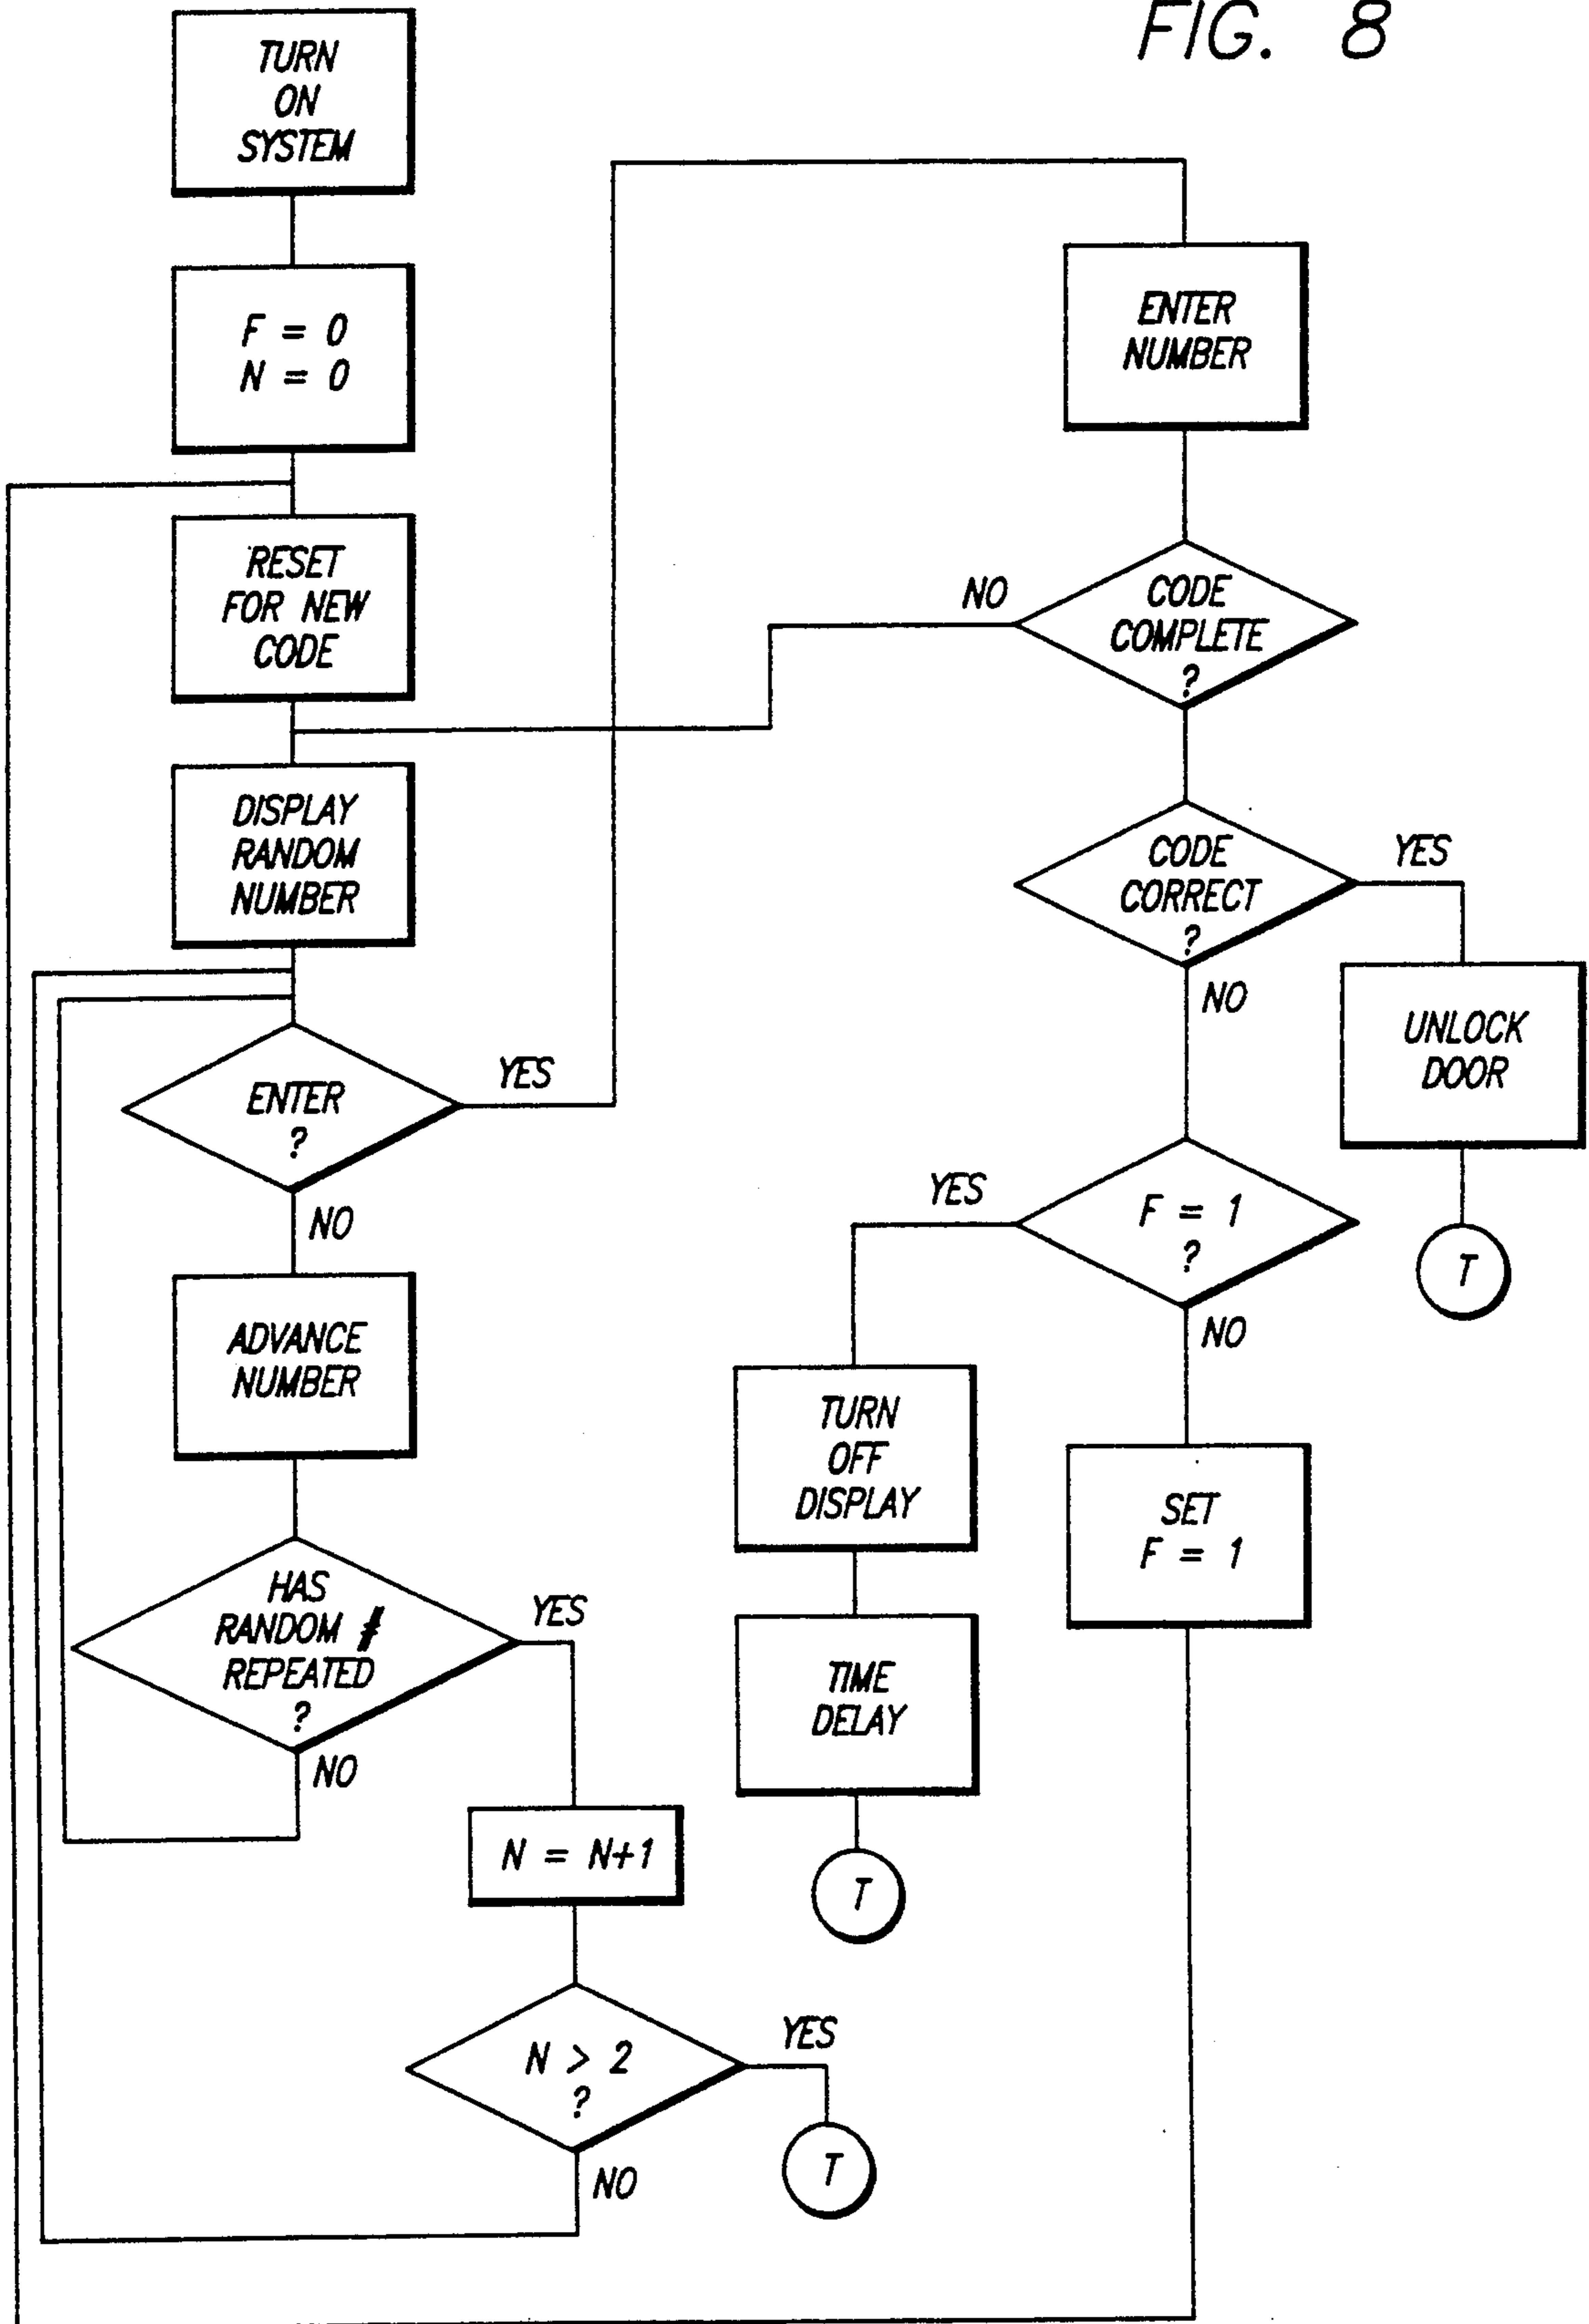 FIG. 8
TURN
ON
SYSTEM
F = 0
N = 0
RESET
FOR NEW
CODE
DISPLAY
RANDOM
NUMBER
ENTER
?
YES
NO
ADVANCE
NUMBER
HAS
RANDOM #
REPEATED
?
YES
NO
N = N+1
N > 2
?
YES
NO
T
ENTER
NUMBER
CODE
COMPLETE
?
NO
CODE
CORRECT
?
YES
NO
UNLOCK
DOOR
T
F = 1
?
YES
NO
TURN
OFF
DISPLAY
TIME
DELAY
T
SET
F = 1